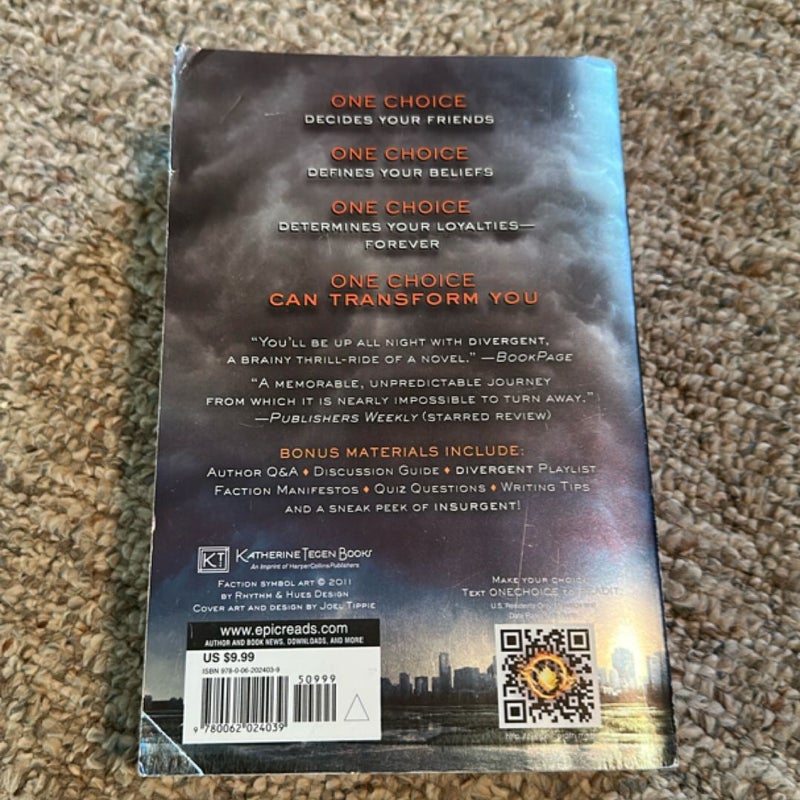 ONE CHOICE
DECIDES YOUR FRIENDS
ONE CHOICE
DEFINES YOUR BELIEFS
ONE CHOICE
DETERMINES YOUR LOYALTIES—
FOREVER
ONE CHOICE
CAN TRANSFORM YOU
“YOU'LL BE UP ALL NIGHT WITH DIVERGENT,
A BRAINY THRILL-RIDE OF A NOVEL.” —BOOKPAGE
“A MEMORABLE, UNPREDICTABLE JOURNEY
FROM WHICH IT IS NEARLY IMPOSSIBLE TO TURN AWAY.”
—PUBLISHERS WEEKLY (STARRED REVIEW)
BONUS MATERIALS INCLUDE:
AUTHOR Q&A ♦ DISCUSSION GUIDE ♦ DIVERGENT PLAYLIST
FACTION MANIFESTOS ♦ QUIZ QUESTIONS ♦ WRITING TIPS
AND A SNEAK PEEK OF INSURGENT!
KT
KATHERINE TEGEN BOOKS
An Imprint of HarperCollinsPublishers
FACTION SYMBOL ART © 2011
BY RHYTHM & HUES DESIGN
COVER ART AND DESIGN BY JOEL TIPPIE
MAKE YOUR CHOICE
TEXT ONECHOICE TO
U.S. Residents Only
www.epicreads.com
AUTHOR AND BOOK NEWS, DOWNLOADS, AND MORE
US $9.99
ISBN 978-0-06-202403-9
50999
9 780062 024039